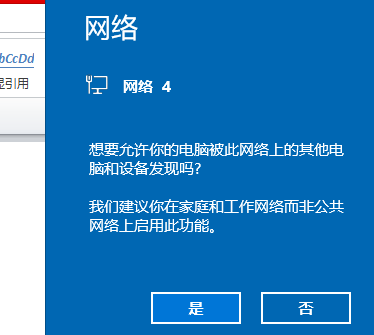 网络
bCcDd
显引用
网络 4
想要允许你的电脑被此网络上的其他电
脑和设备发现吗?
我们建议你在家庭和工作网络而非公共
网络上启用此功能。
是 否